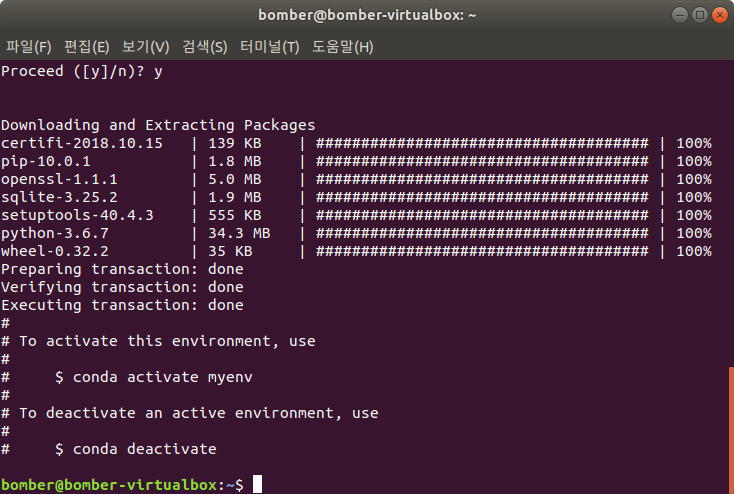 bomber@bomber-virtualbox: ~
파일(F) 편집(E) 보기(V) 검색(S) 터미널(T) 도움말(H)
Proceed ([y]/n)? y
Downloading and Extracting Packages
certifi-2018.10.15   | 139 KB    | ##################################### | 100%
pip-10.0.1           | 1.8 MB    | ##################################### | 100%
openssl-1.1.1        | 5.0 MB    | ##################################### | 100%
sqlite-3.25.2        | 1.9 MB    | ##################################### | 100%
setuptools-40.4.3    | 555 KB    | ##################################### | 100%
python-3.6.7         | 34.3 MB   | ##################################### | 100%
wheel-0.32.2         | 35 KB     | ##################################### | 100%
Preparing transaction: done
Verifying transaction: done
Executing transaction: done
#
# To activate this environment, use
#
#     $ conda activate myenv
#
# To deactivate an active environment, use
#
#     $ conda deactivate
bomber@bomber-virtualbox:~$